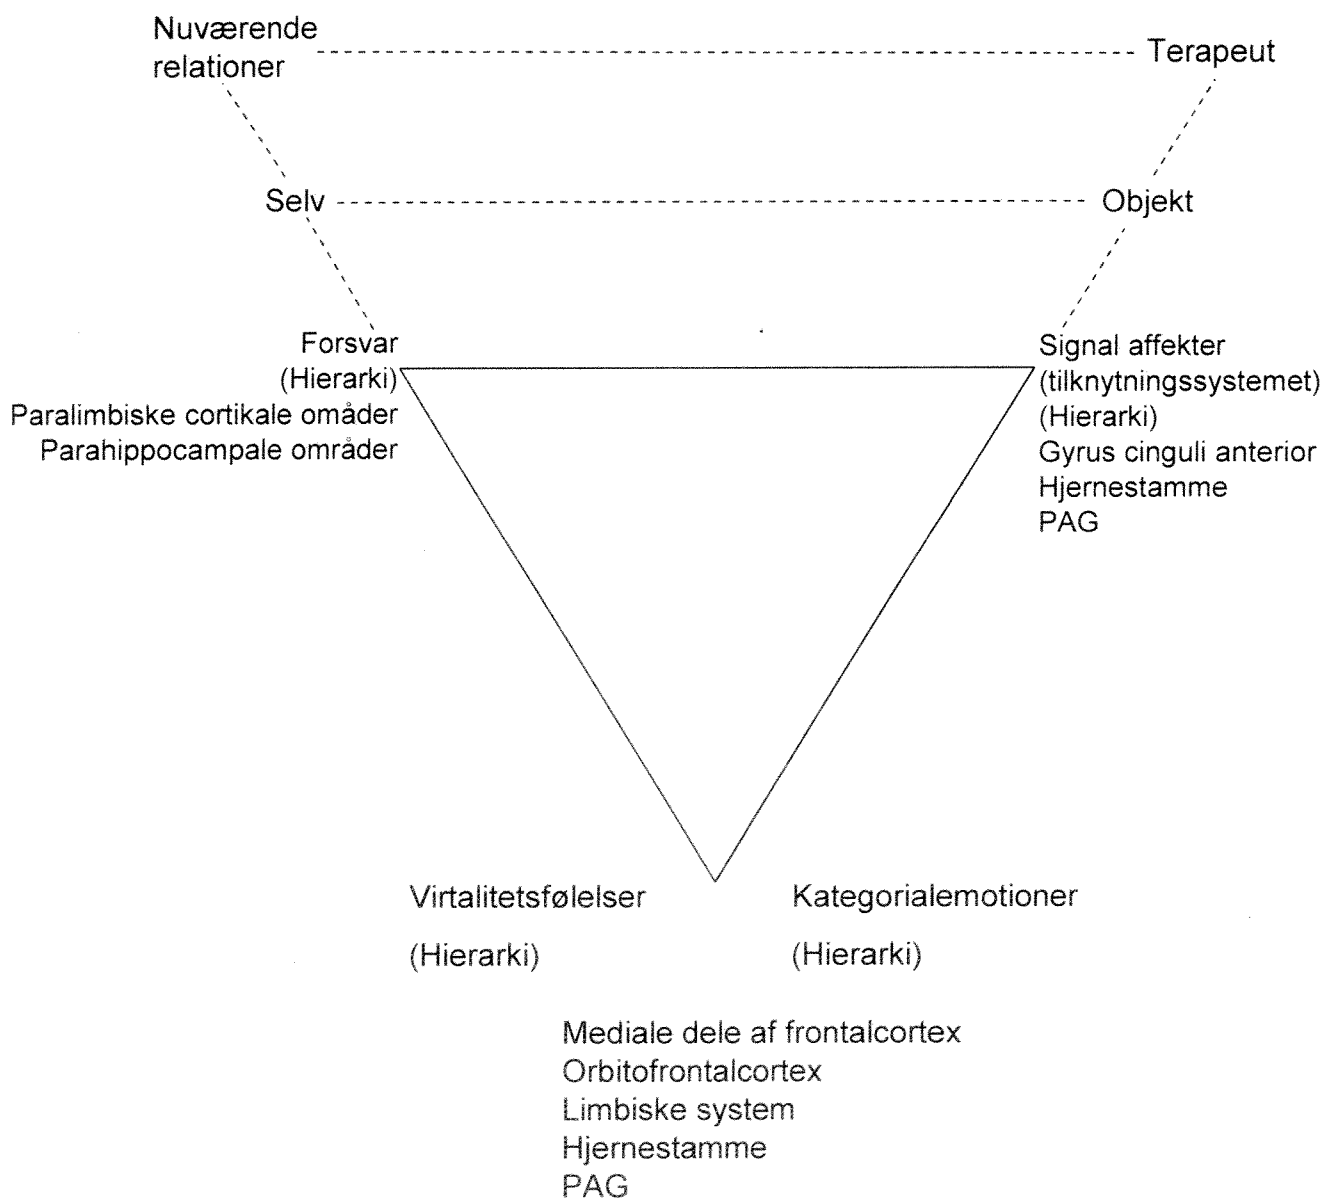 Nuværende
relationer
Terapeut
Selv
Objekt
Forsvar
(Hierarki)
Paralimbiske cortikale omåder
Parahippocampale områder
Signal affekter
(tilknytningssystemet)
(Hierarki)
Gyrus cinguli anterior
Hjernestamme
PAG
Virtalitetsfølelser
(Hierarki)
Kategorialemotioner
(Hierarki)
Mediale dele af frontalcortex
Orbitofrontalcortex
Limbiske system
Hjernestamme
PAG